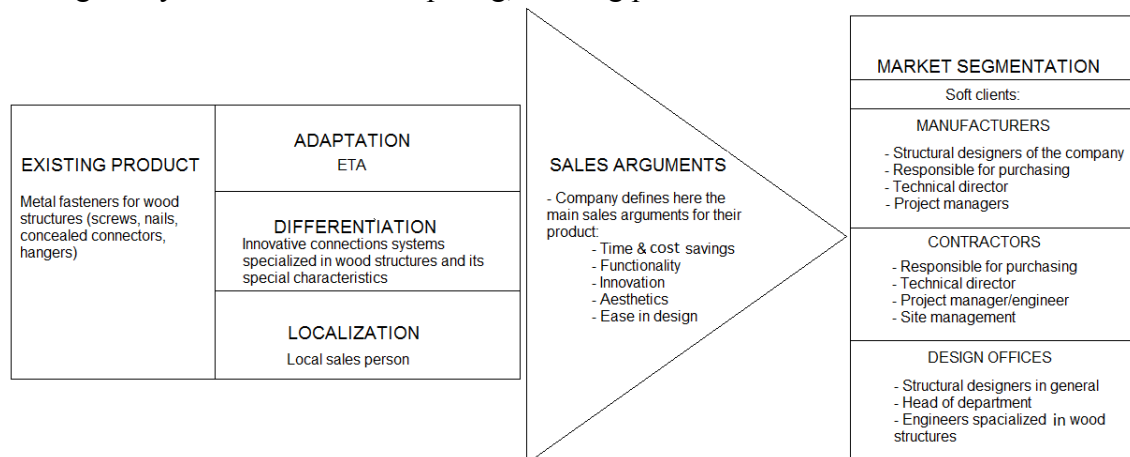 EXISTING PRODUCT
Metal fasteners for wood
structures (screws, nails,
concealed connectors,
hangers)
ADAPTATION
ETA
DIFFERENTIATION
Innovative connections systems
specialized in wood structures and its
special characteristics
LOCALIZATION
Local sales person
SALES ARGUMENTS
- Company defines here the
main sales arguments for their
product:
- Time & cost savings
- Functionality
- Innovation
- Aesthetics
- Ease in design
MARKET SEGMENTATION
Soft clients:
MANUFACTURERS
- Structural designers of the company
- Responsible for purchasing
- Technical director
- Project managers
CONTRACTORS
- Responsible for purchasing
- Technical director
- Project manager/engineer
- Site management
DESIGN OFFICES
- Structural designers in general
- Head of department
- Engineers spacialized in wood
structures